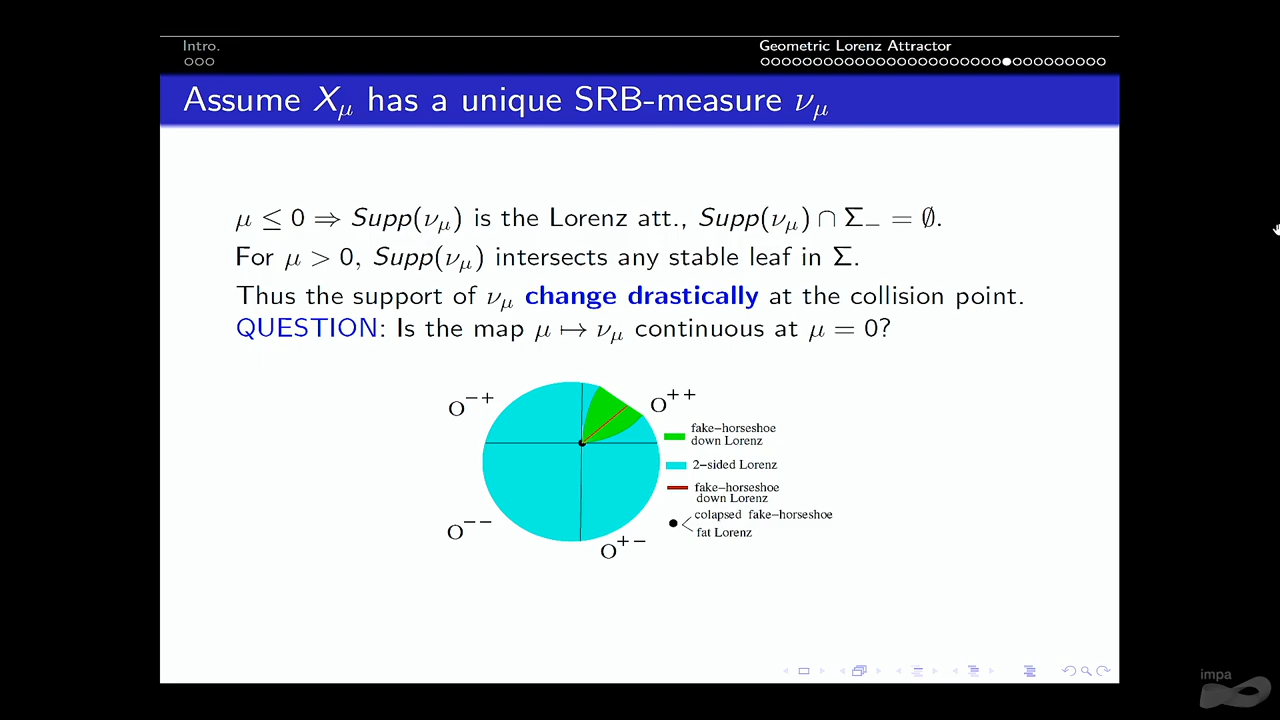 Intro.
Geometric Lorenz Attractor
Assume X_μ has a unique SRB-measure ν_μ
μ ≤ 0 ⇒ Supp(ν_μ) is the Lorenz att., Supp(ν_μ) ∩ Σ_− = ∅.
For μ > 0, Supp(ν_μ) intersects any stable leaf in Σ.
Thus the support of ν_μ change drastically at the collision point.
QUESTION: Is the map μ ↦ ν_μ continuous at μ = 0?
O^−+
O^++
fake−horseshoe
down Lorenz
2−sided Lorenz
fake−horseshoe
down Lorenz
colapsed fake−horseshoe
fat Lorenz
O^−−
O^+−
impa